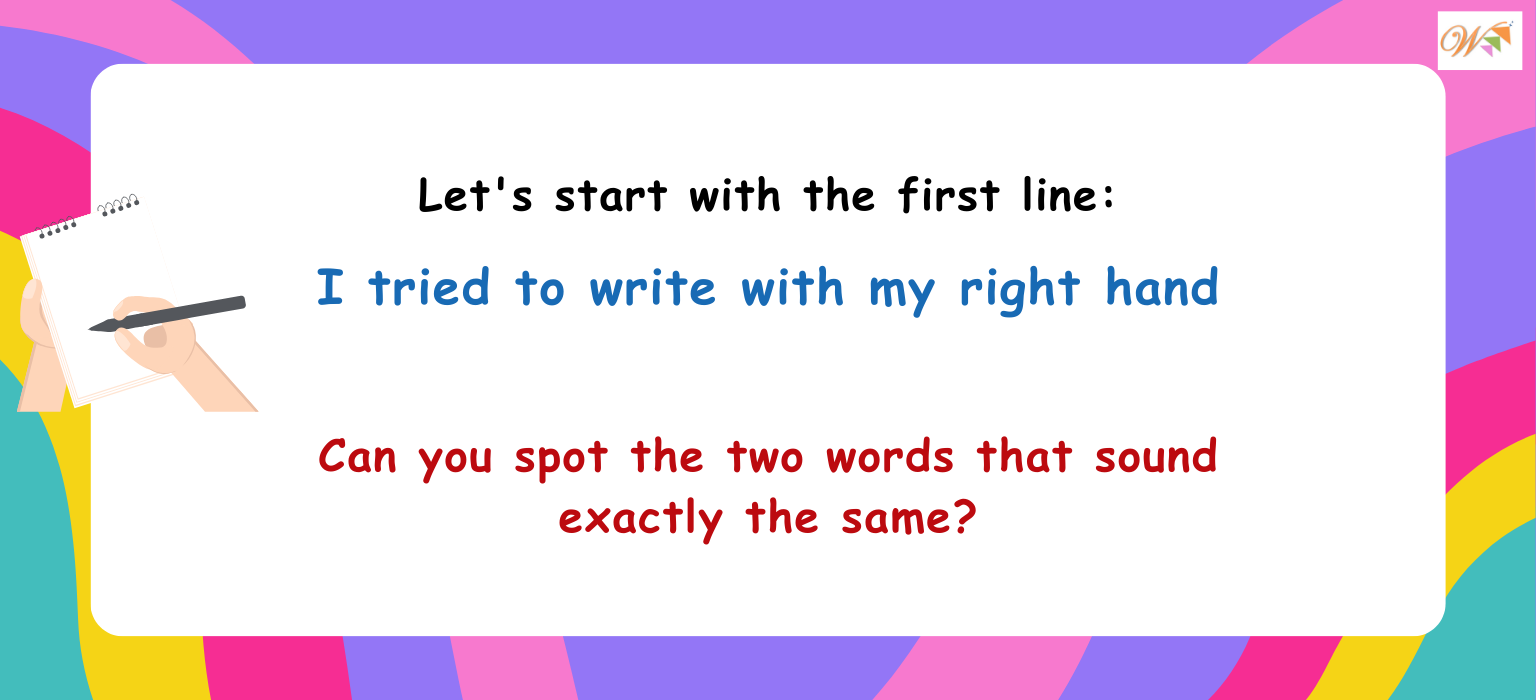 W
Let's start with the first line:
I tried to write with my right hand
Can you spot the two words that sound
exactly the same?